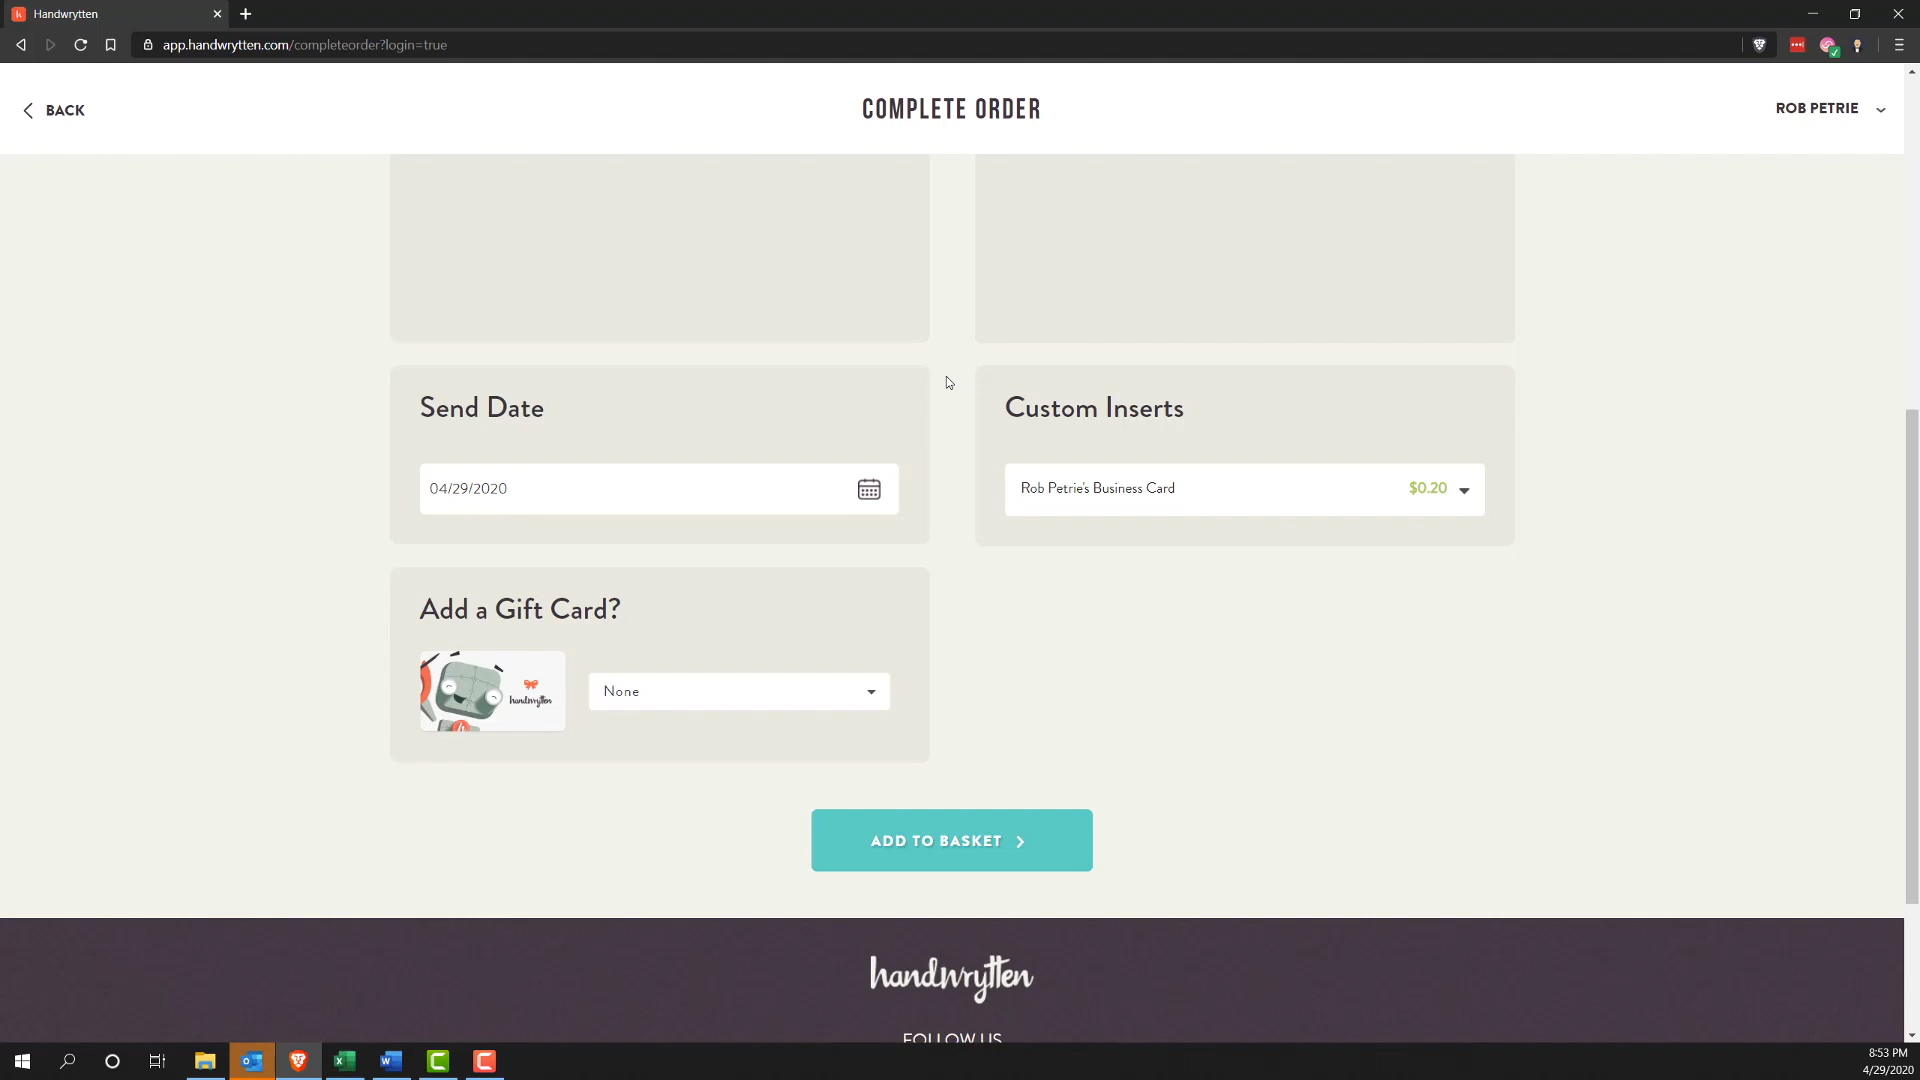 Handwrytten
app.handwrytten.com/completeorder?login=true
BACK
COMPLETE ORDER
ROB PETRIE
Send Date
Custom Inserts
04/29/2020
Rob Petrie's Business Card
$0.20
Add a Gift Card?
handwrytten
None
ADD TO BASKET
handwrytten
FOLLOW US
8:53 PM
4/29/2020